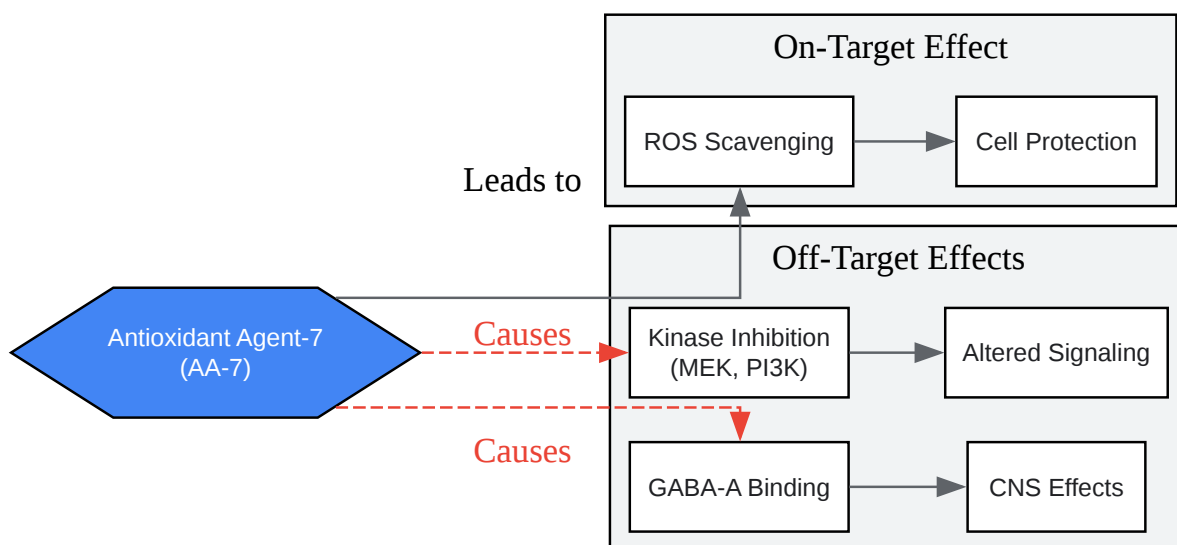 On-Target Effect
ROS Scavenging
Cell Protection
Leads to
Off-Target Effects
Antioxidant Agent-7
(AA-7)
Causes
Kinase Inhibition
(MEK, PI3K)
Altered Signaling
Causes
GABA-A Binding
CNS Effects